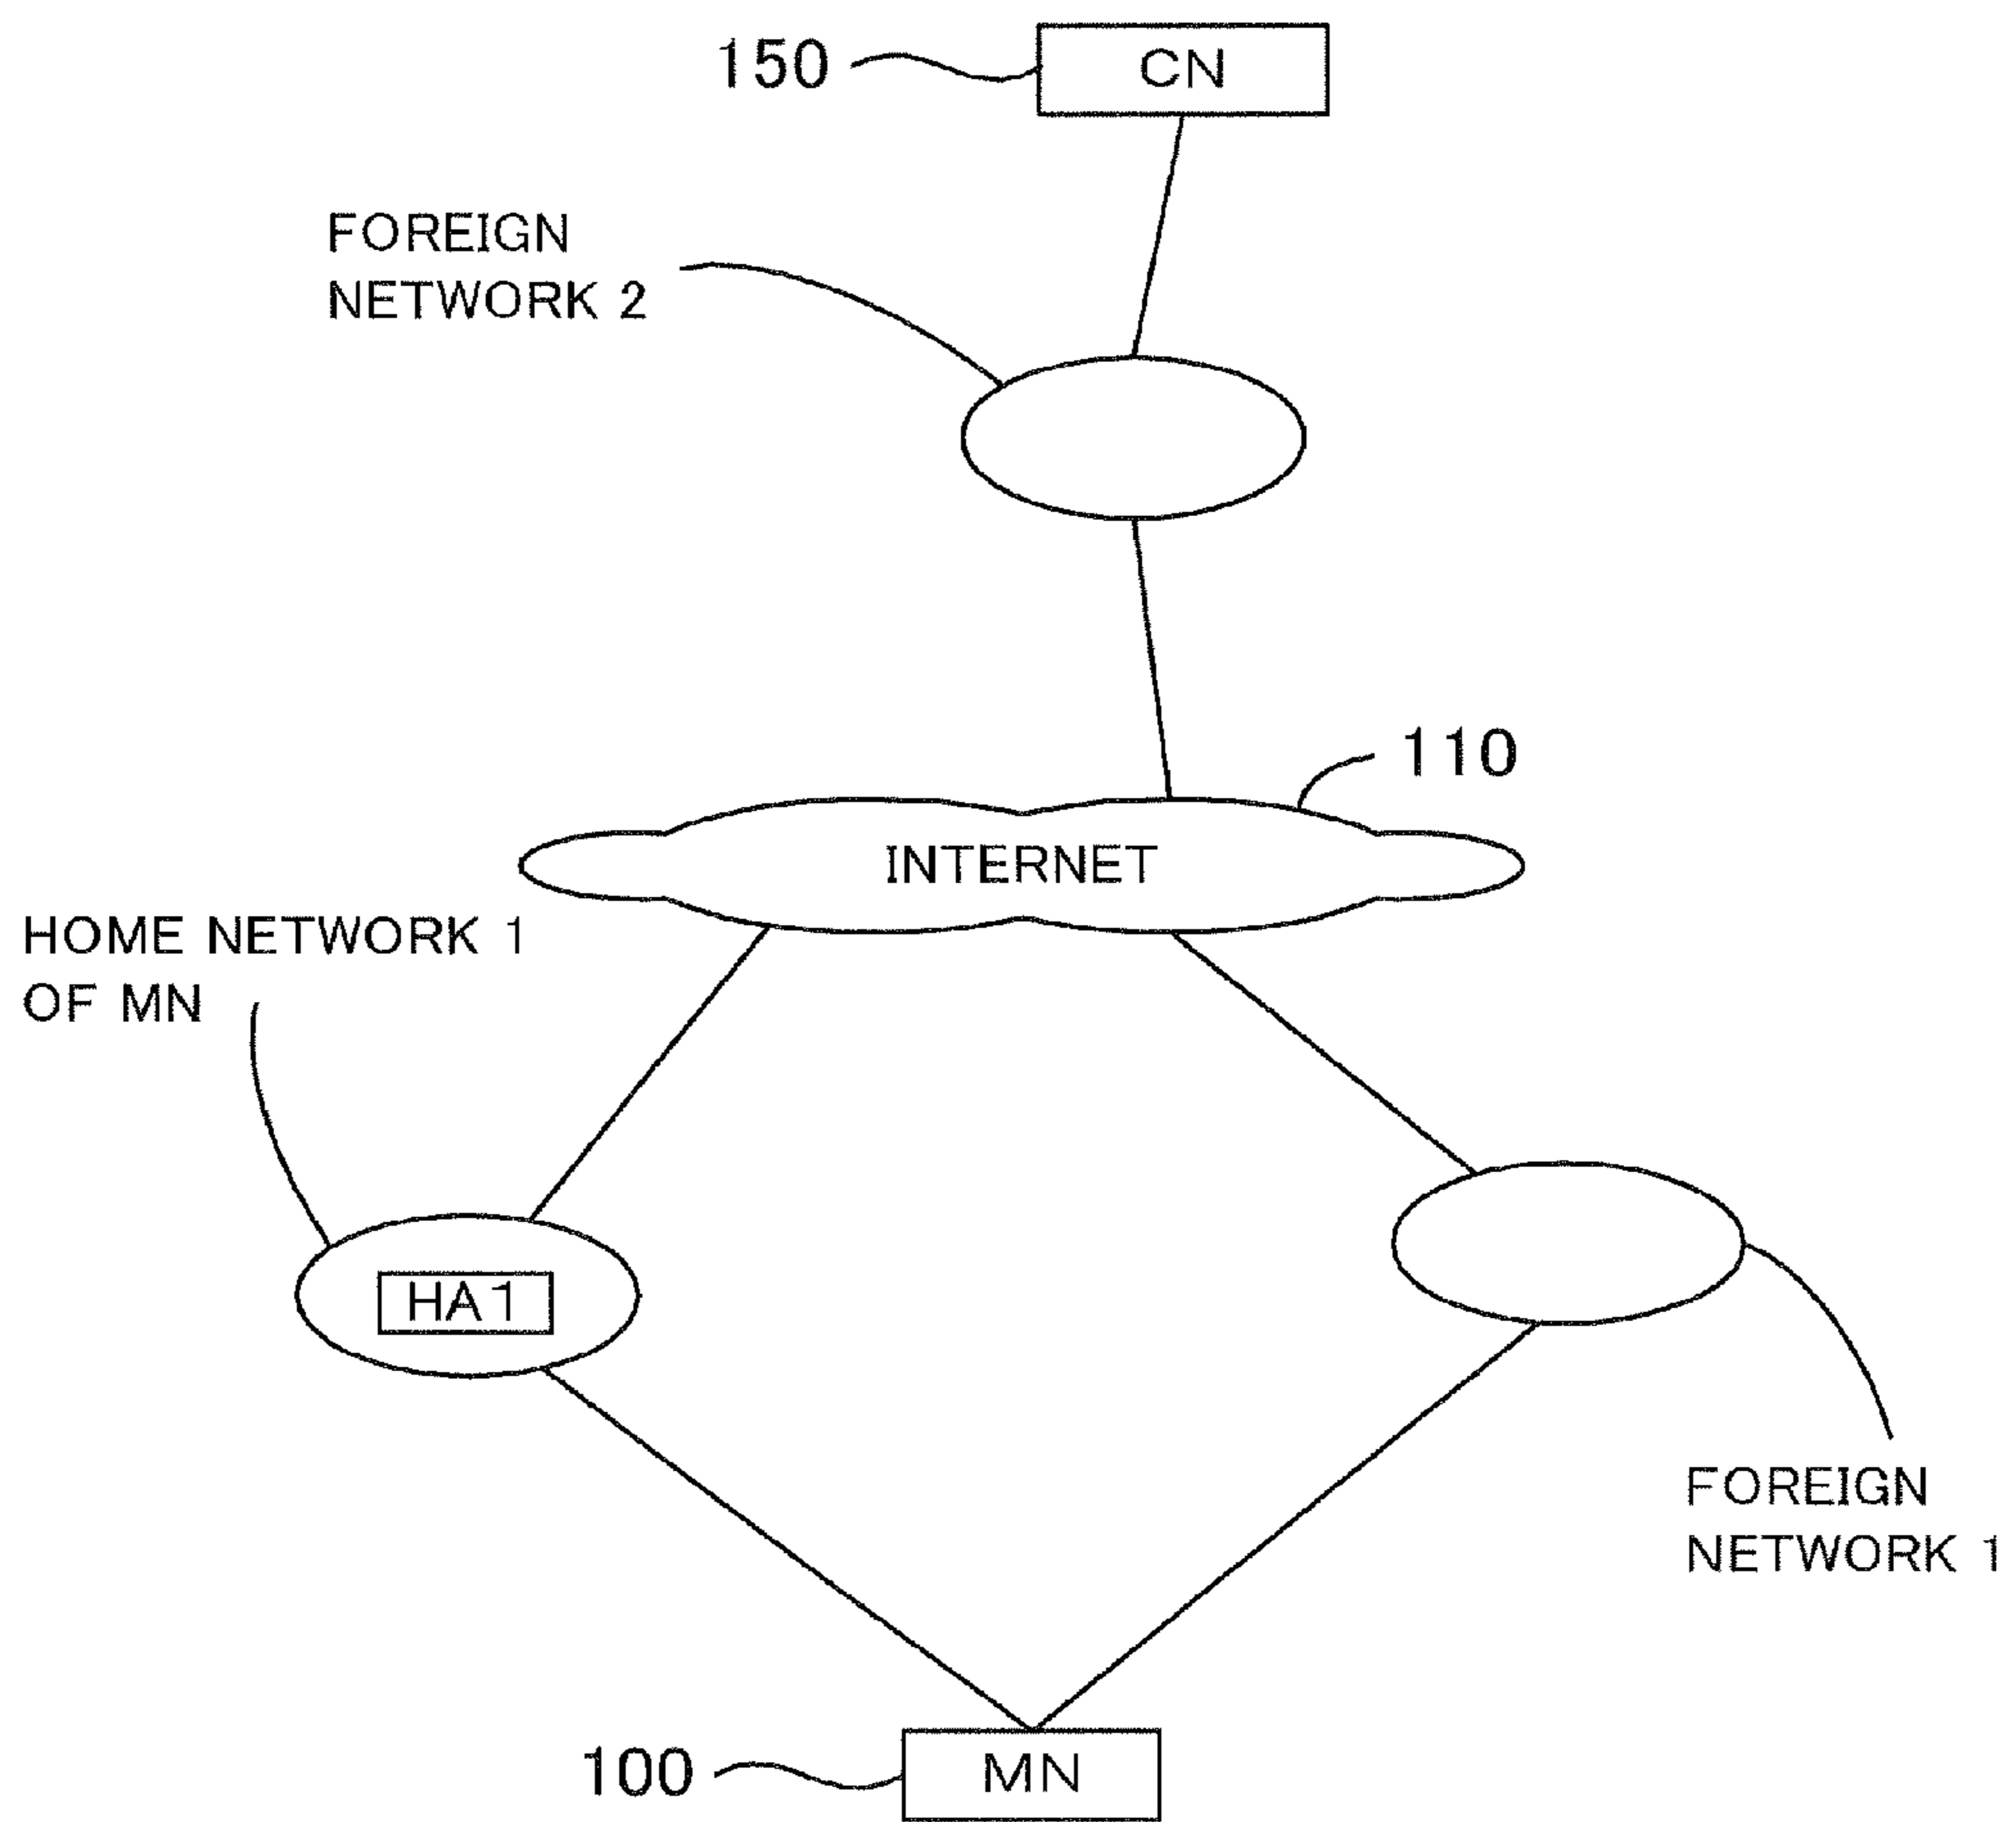 150
CN
FOREIGN
NETWORK 2
110
INTERNET
HOME NETWORK 1
OF MN
HA1
FOREIGN
NETWORK 1
100
MN